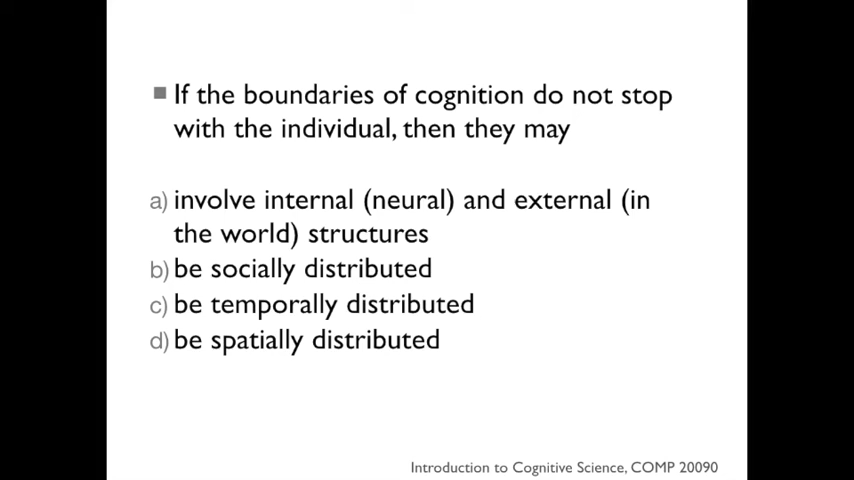 If the boundaries of cognition do not stop
with the individual, then they may
a) involve internal (neural) and external (in
the world) structures
b) be socially distributed
c) be temporally distributed
d) be spatially distributed
Introduction to Cognitive Science, COMP 20090